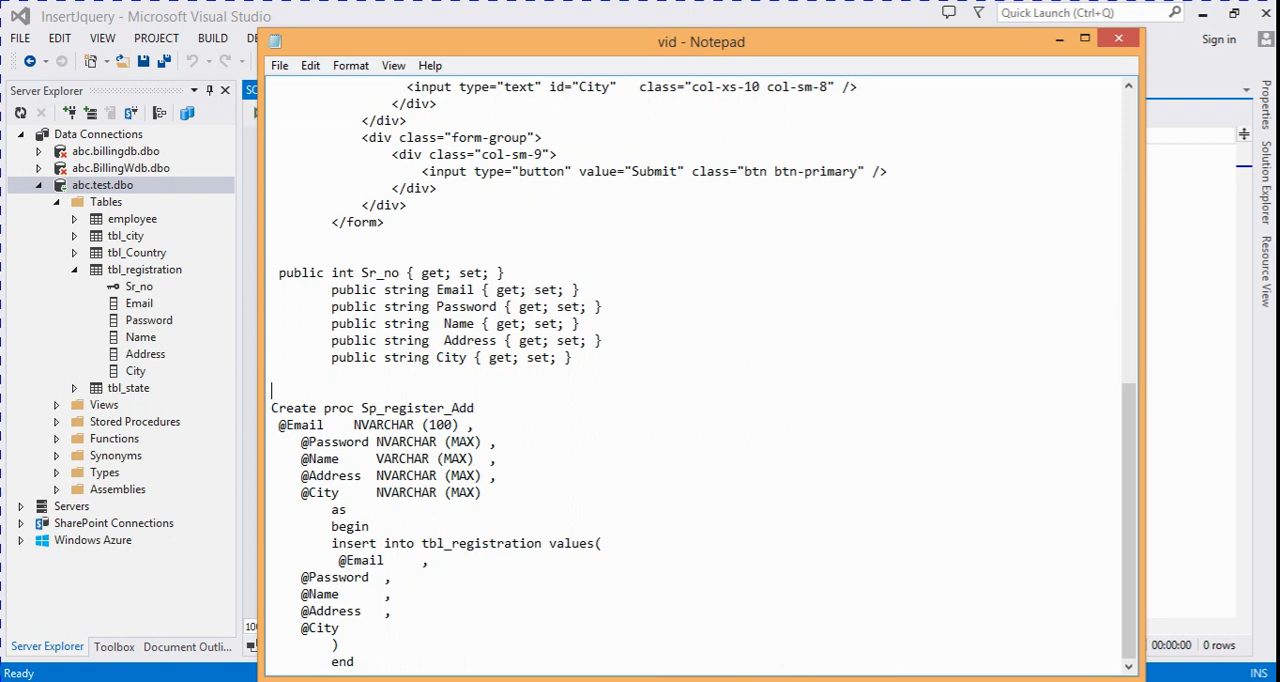 InsertJquery - Microsoft Visual Studio
Quick Launch (Ctrl+Q)
FILE EDIT VIEW PROJECT BUILD DE
Sign in
Server Explorer
Data Connections
abc.billingdb.dbo
abc.BillingWdb.dbo
abc.test.dbo
Tables
employee
tbl_city
tbl_Country
tbl_registration
Sr_no
Email
Password
Name
Address
City
tbl_state
Views
Stored Procedures
Functions
Synonyms
Types
Assemblies
Servers
SharePoint Connections
Windows Azure
Server Explorer Toolbox Document Outli...
Ready
SC
100
vid - Notepad
File Edit Format View Help
<input type="text" id="City" class="col-xs-10 col-sm-8" />
</div>
</div>
<div class="form-group">
<div class="col-sm-9">
<input type="button" value="Submit" class="btn btn-primary" />
</div>
</div>
</form>
public int Sr_no { get; set; }
public string Email { get; set; }
public string Password { get; set; }
public string Name { get; set; }
public string Address { get; set; }
public string City { get; set; }
Create proc Sp_register_Add
@Email NVARCHAR (100) ,
@Password NVARCHAR (MAX) ,
@Name VARCHAR (MAX) ,
@Address NVARCHAR (MAX) ,
@City NVARCHAR (MAX)
as
begin
insert into tbl_registration values(
@Email ,
@Password ,
@Name ,
@Address ,
@City
)
end
Properties
Solution Explorer
Resource View
00:00:00 0 rows
INS